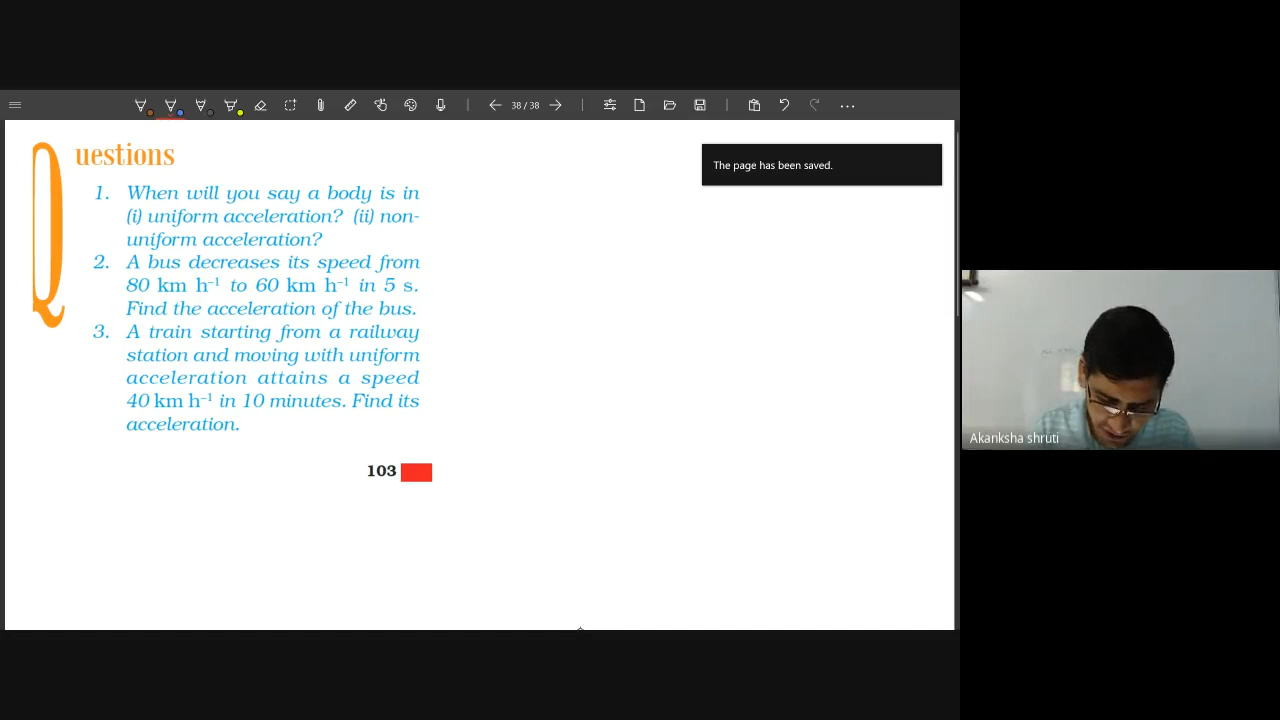 38 / 38
Questions
The page has been saved.
1. When will you say a body is in
(i) uniform acceleration? (ii) non-
uniform acceleration?
2. A bus decreases its speed from
80 km h⁻¹ to 60 km h⁻¹ in 5 s.
Find the acceleration of the bus.
3. A train starting from a railway
station and moving with uniform
acceleration attains a speed
40 km h⁻¹ in 10 minutes. Find its
acceleration.
103
Akanksha shruti